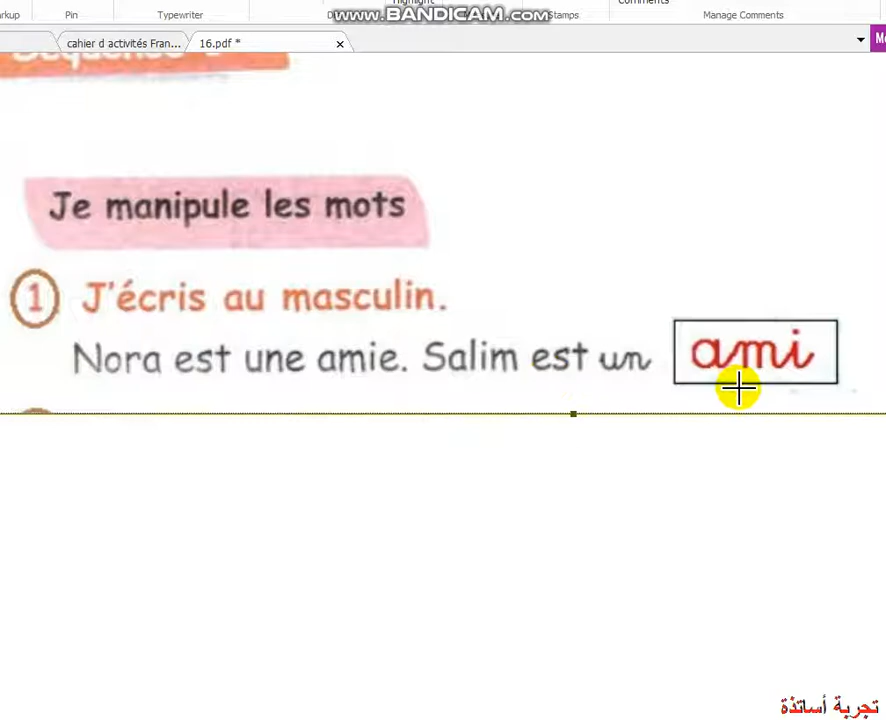 www.BANDICAM.com
Pin
Typewriter
Stamps
Manage Comments
cahier d activités Fran...
16.pdf *
Je manipule les mots
1 J'écris au masculin.
Nora est une amie. Salim est un ami
تجربة أساتذة